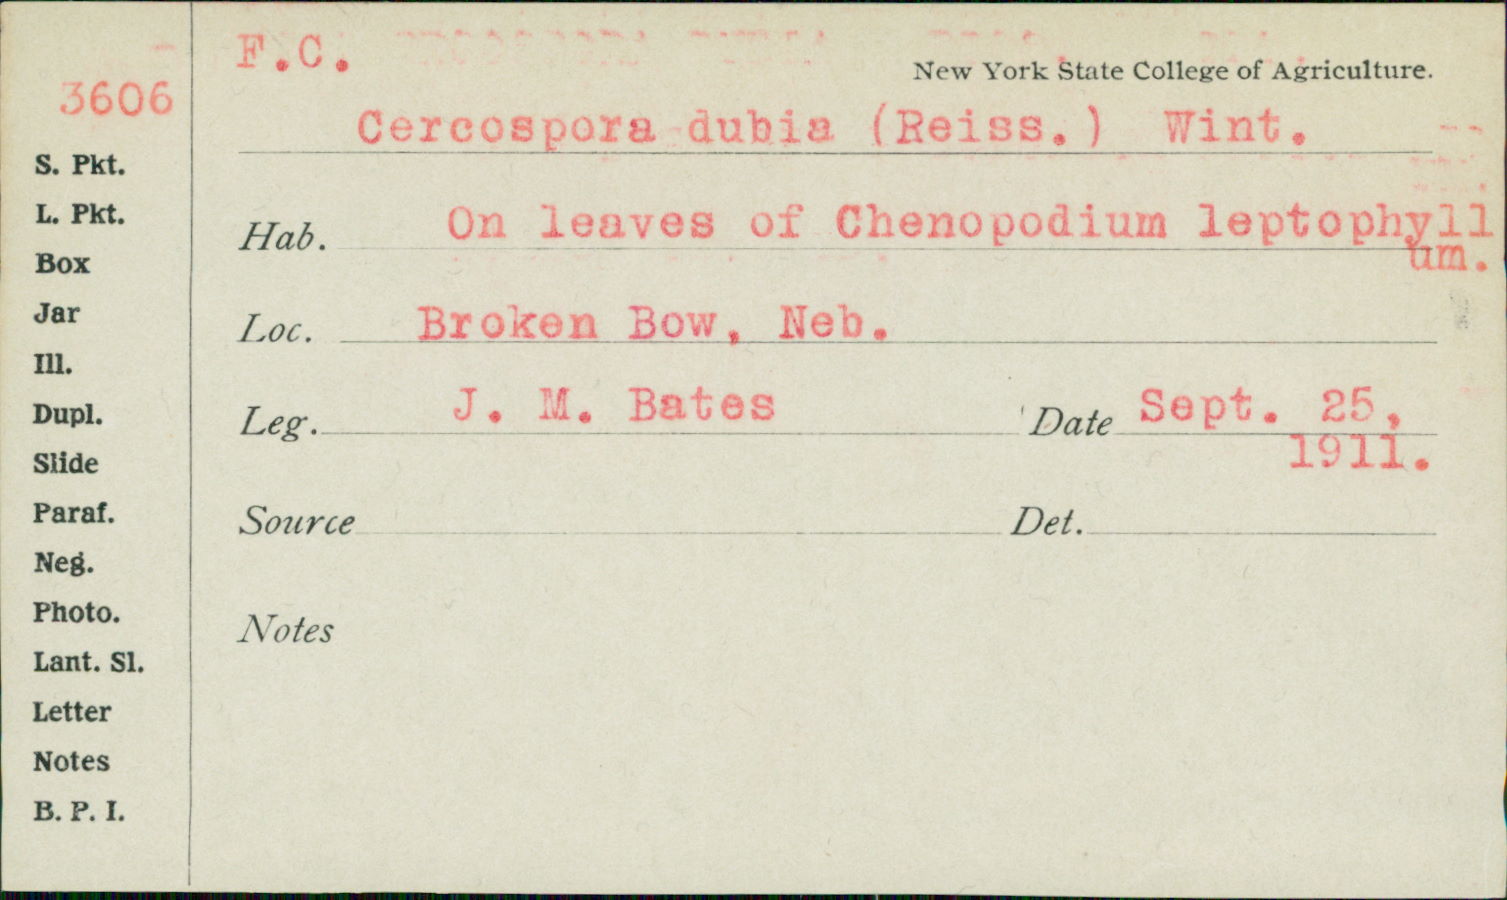 F.C.
New York State College of Agriculture.
3606
Cercospora dubia (Reiss.) Wint.
S. Pkt.
L. Pkt.
Box
Jar
Ill.
Dupl.
Slide
Paraf.
Neg.
Photo.
Lant. Sl.
Letter
Notes
B. P. I.
Hab. On leaves of Chenopodium leptophyll
um.
Loc. Broken Bow, Neb.
Leg. J. M. Bates Date Sept. 25,
1911.
Source Det.
Notes